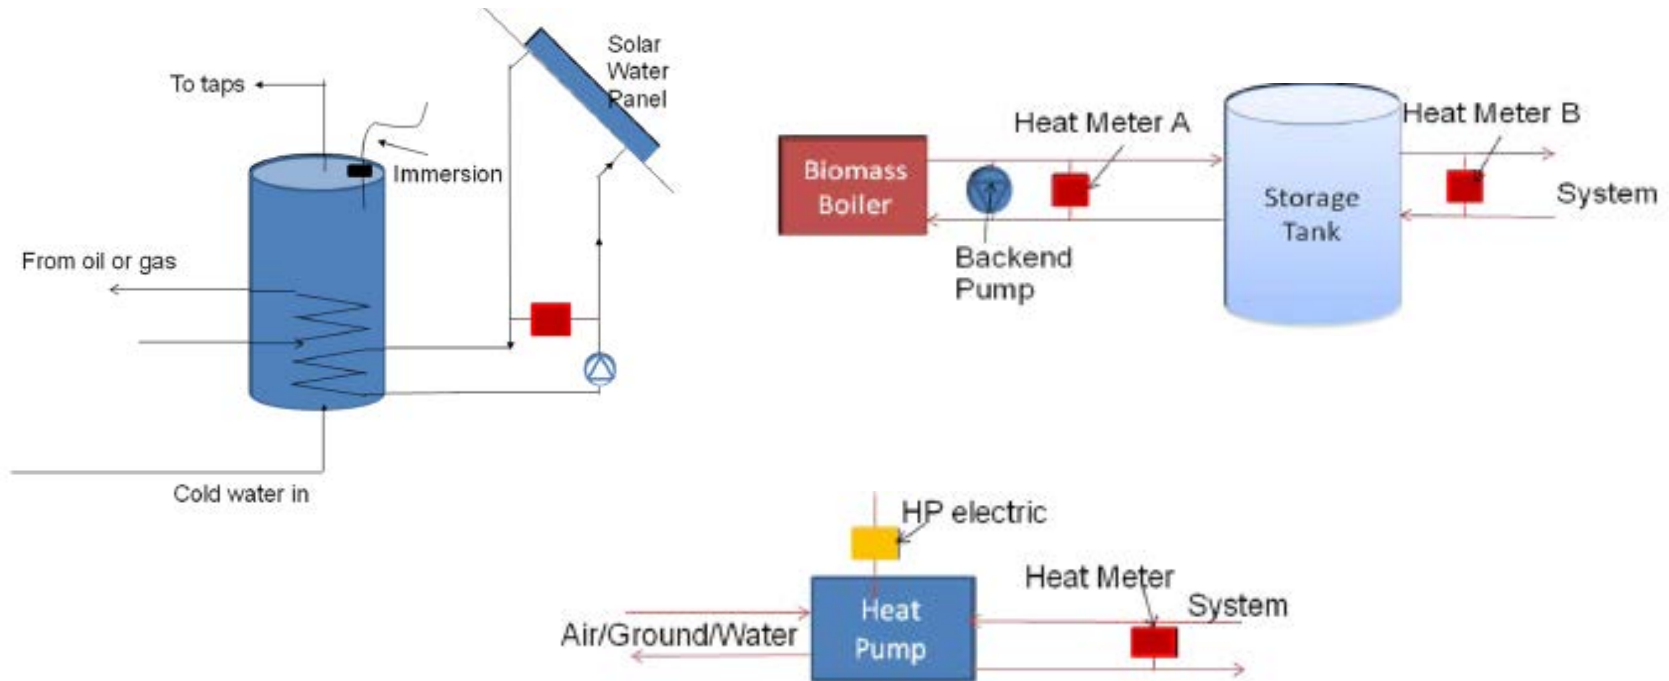 Solar
Water
Panel
To taps
Immersion
From oil or gas
Cold water in
Heat Meter A
Heat Meter B
Biomass
Boiler
Storage
Tank
System
Backend
Pump
HP electric
Heat Meter
System
Heat
Pump
Air/Ground/Water